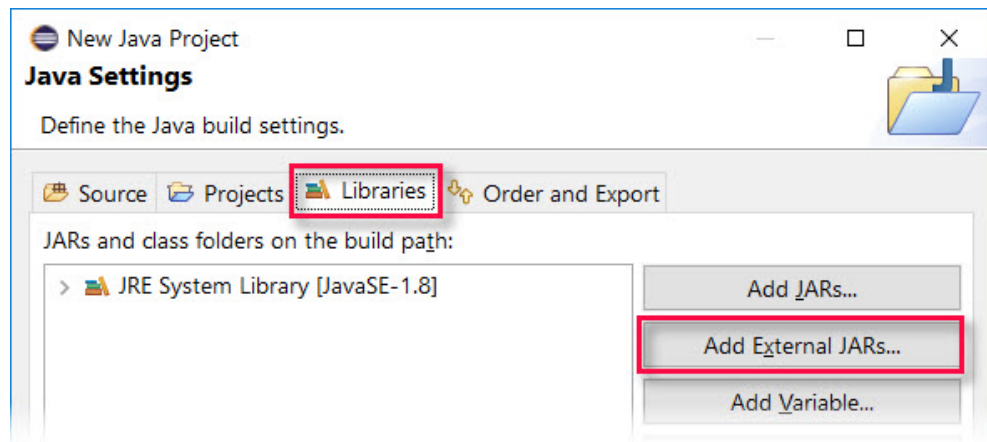 New Java Project
Java Settings
Define the Java build settings.
Source Projects Libraries Order and Export
JARs and class folders on the build path:
JRE System Library [JavaSE-1.8]
Add JARs...
Add External JARs...
Add Variable...